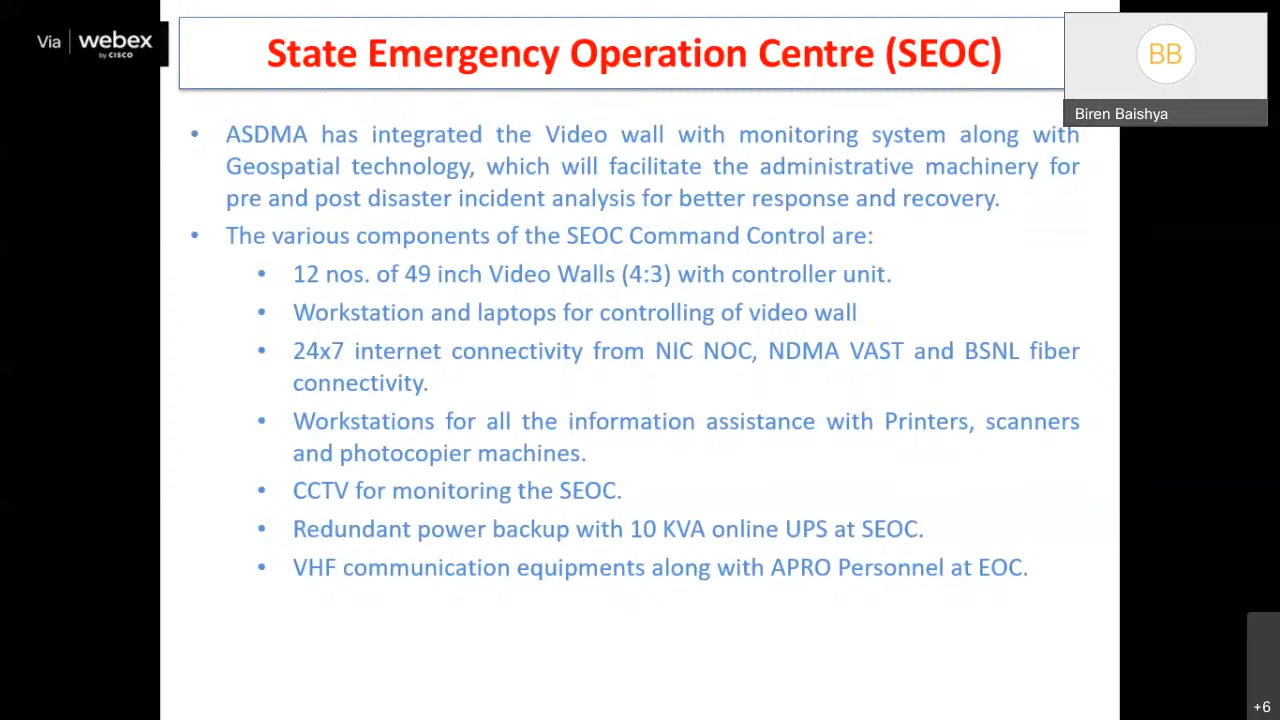 Via webex
by CISCO
State Emergency Operation Centre (SEOC)
BB
Biren Baishya
• ASDMA has integrated the Video wall with monitoring system along with
Geospatial technology, which will facilitate the administrative machinery for
pre and post disaster incident analysis for better response and recovery.
• The various components of the SEOC Command Control are:
• 12 nos. of 49 inch Video Walls (4:3) with controller unit.
• Workstation and laptops for controlling of video wall
• 24x7 internet connectivity from NIC NOC, NDMA VAST and BSNL fiber
connectivity.
• Workstations for all the information assistance with Printers, scanners
and photocopier machines.
• CCTV for monitoring the SEOC.
• Redundant power backup with 10 KVA online UPS at SEOC.
• VHF communication equipments along with APRO Personnel at EOC.
+6